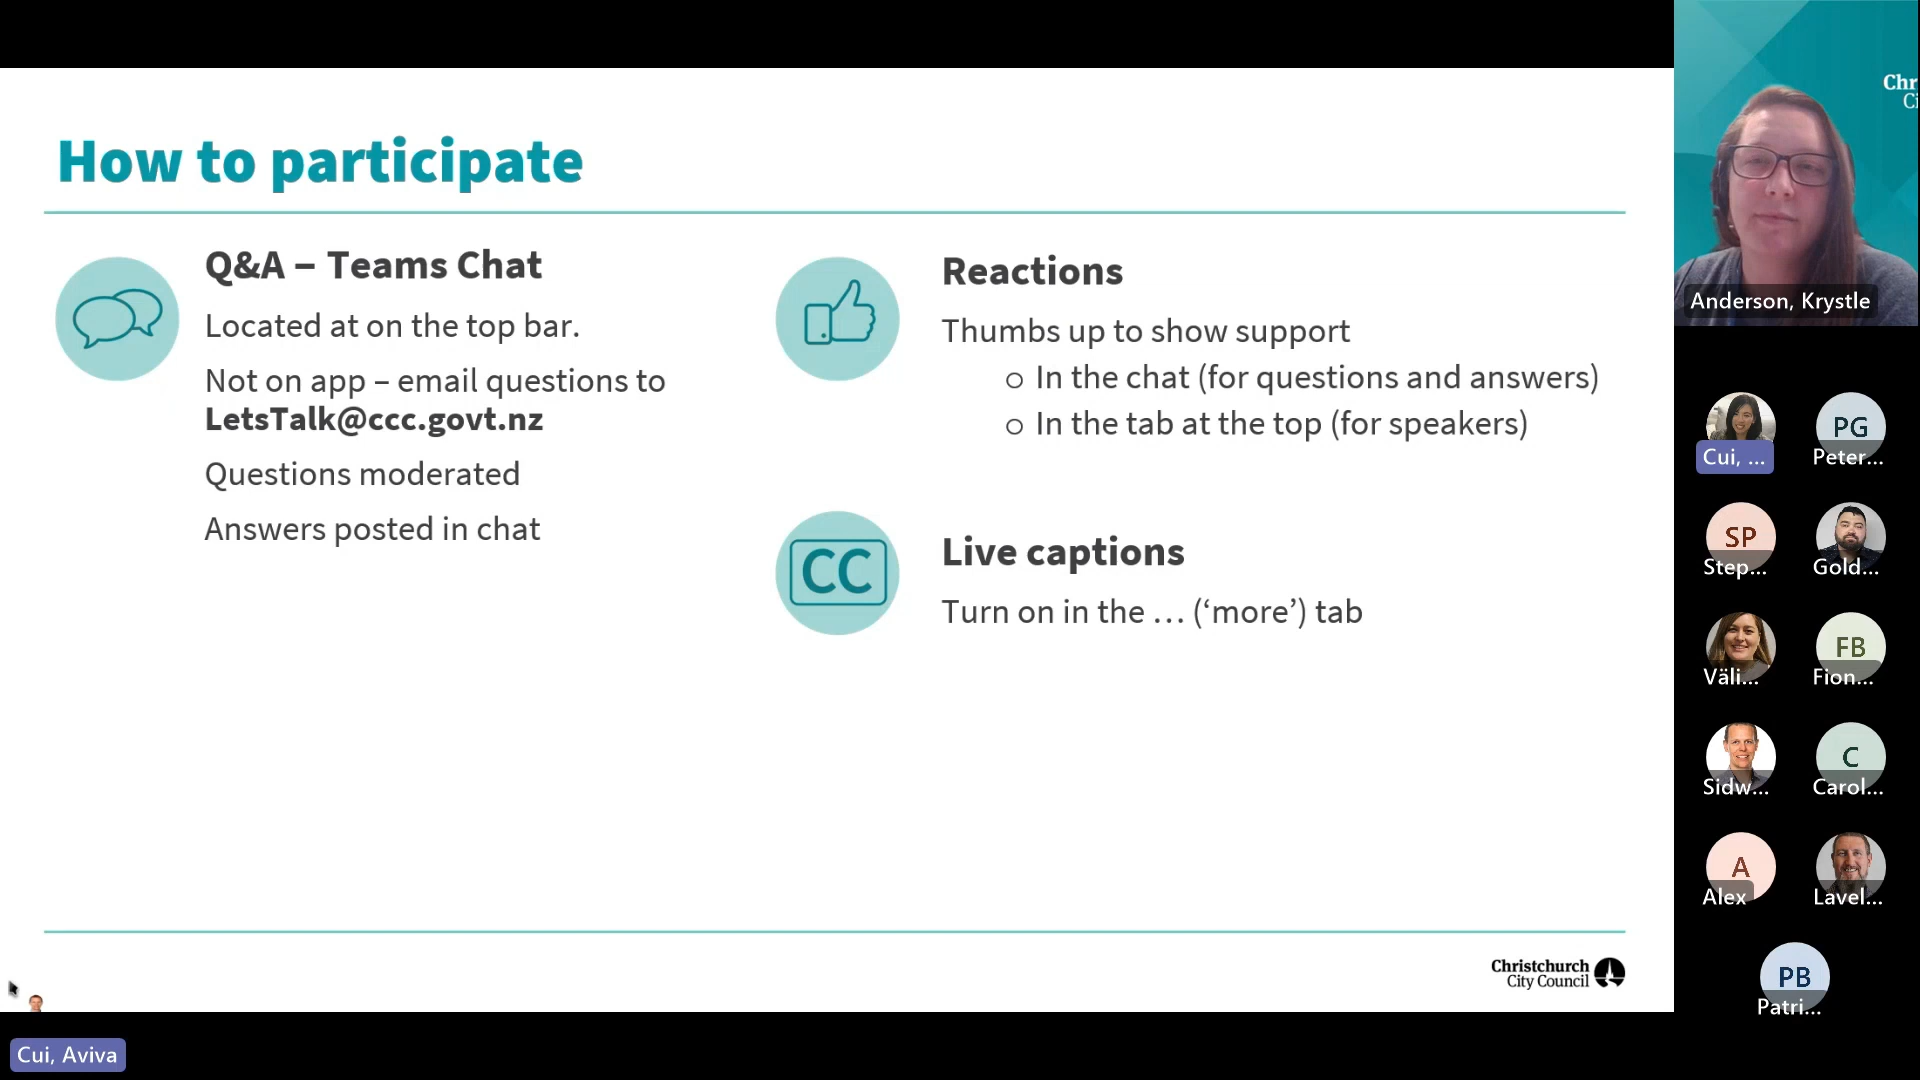 How to participate
Q&A – Teams Chat
Located at on the top bar.
Not on app – email questions to
LetsTalk@ccc.govt.nz
Questions moderated
Answers posted in chat
Reactions
Thumbs up to show support
○ In the chat (for questions and answers)
○ In the tab at the top (for speakers)
CC
Live captions
Turn on in the … (‘more’) tab
Christchurch
City Council
Cui, Aviva
Chr
Ci
Anderson, Krystle
Cui, ...
PG
Peter...
SP
Step...
Gold...
Väli...
FB
Fion...
Sidw...
C
Carol...
A
Alex
Lavel...
PB
Patri...